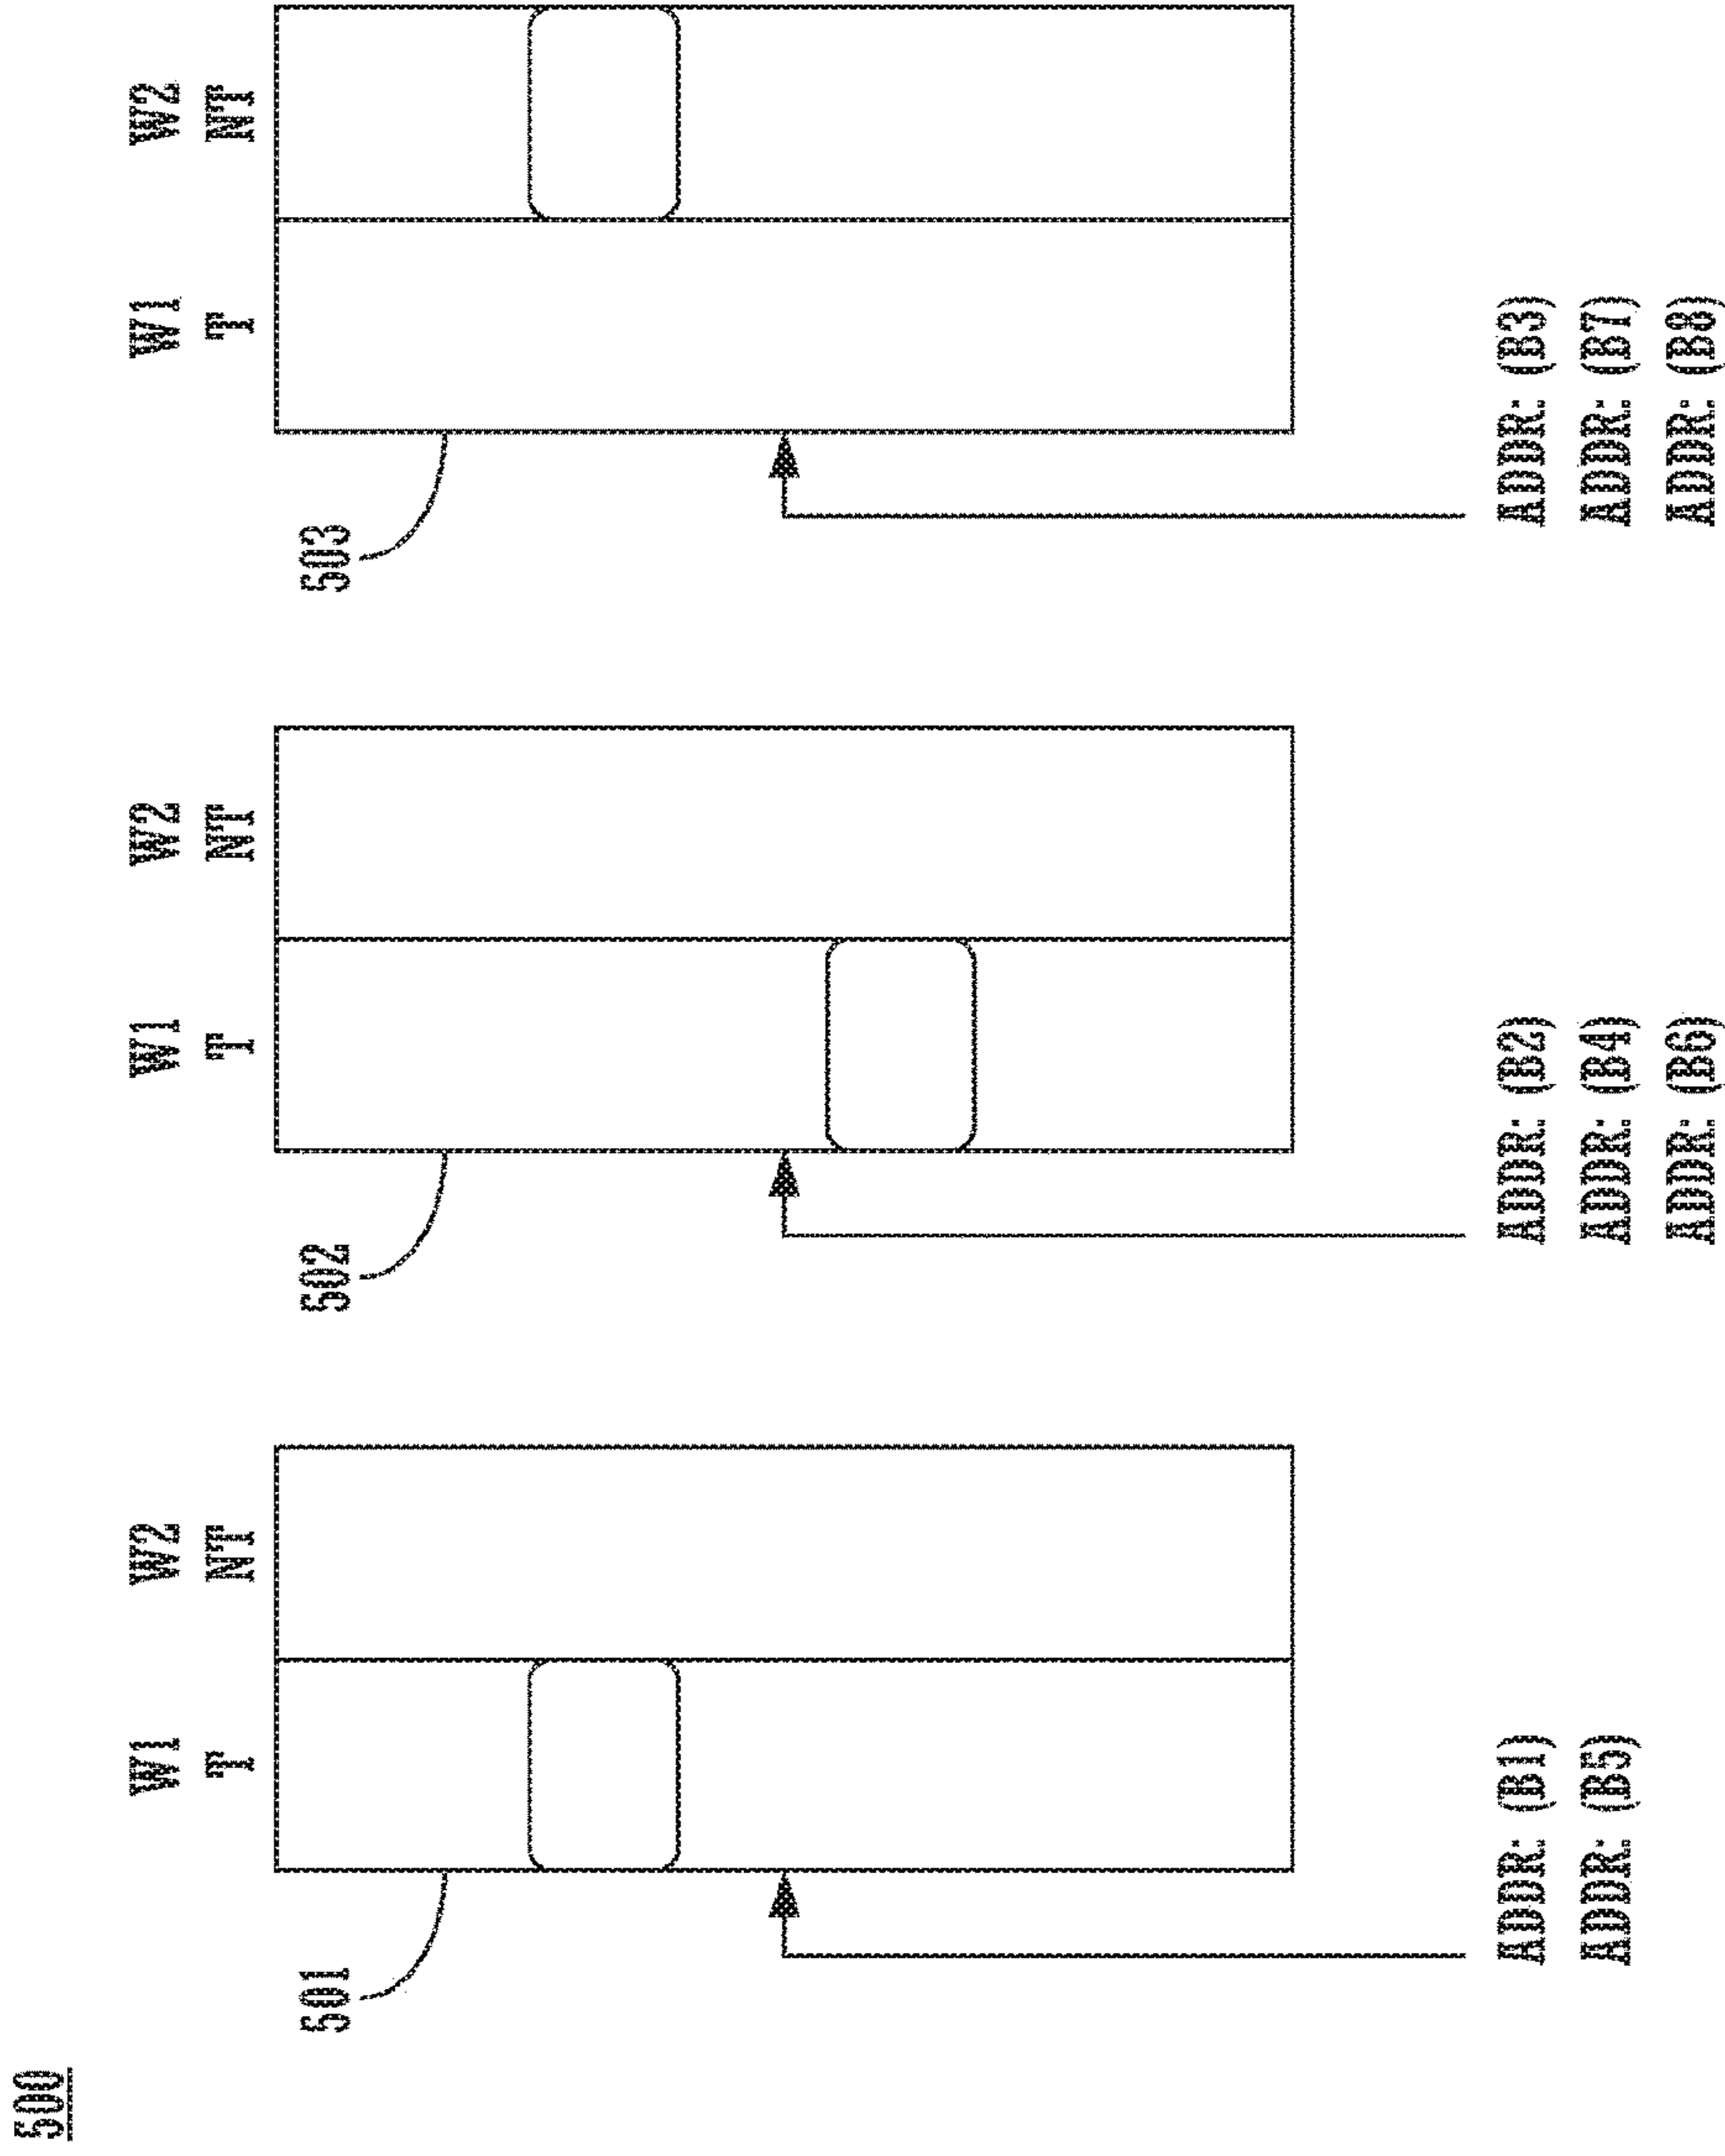 500
W1 W2
T NT
501
ADDR: (B1)
ADDR: (B5)
W1 W2
T NT
502
ADDR: (B2)
ADDR: (B4)
ADDR: (B6)
W1 W2
T NT
503
ADDR: (B3)
ADDR: (B7)
ADDR: (B8)